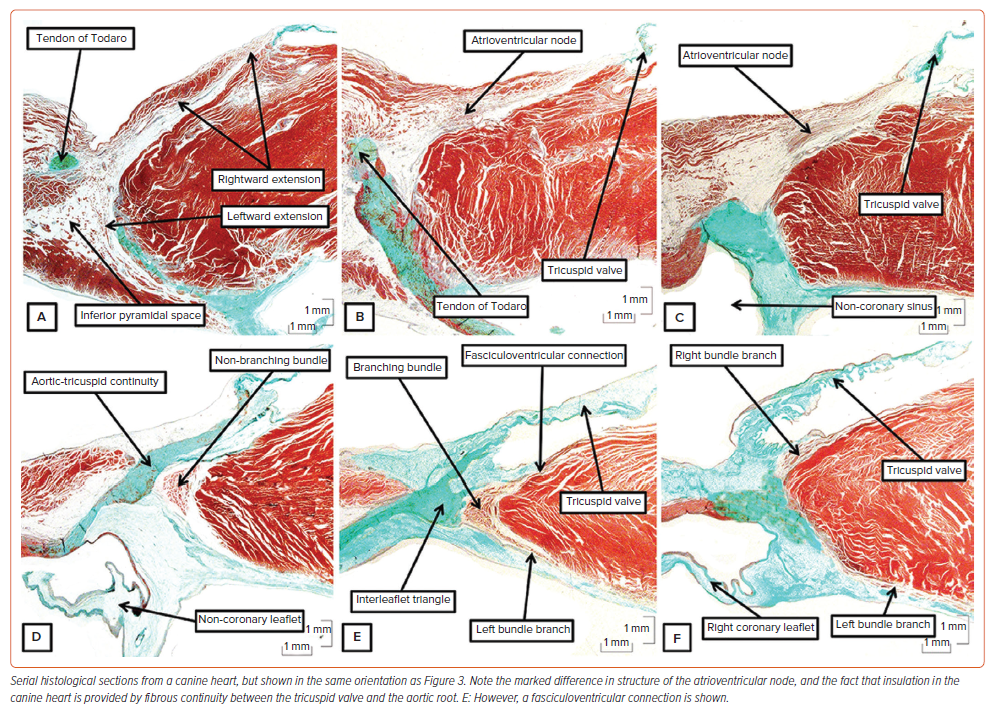 Tendon of Todaro
Rightward extension
Leftward extension
Inferior pyramidal space
A
1 mm
1 mm
Atrioventricular node
Tricuspid valve
Tendon of Todaro
B
1 mm
1 mm
Atrioventricular node
Tricuspid valve
Non-coronary sinus
C
1 mm
1 mm
Aortic-tricuspid continuity
Non-branching bundle
Non-coronary leaflet
D
1 mm
1 mm
Branching bundle
Fasciculoventricular connection
Tricuspid valve
Interleaflet triangle
Left bundle branch
E
1 mm
1 mm
Right bundle branch
Tricuspid valve
Right coronary leaflet
Left bundle branch
F
1 mm
1 mm
Serial histological sections from a canine heart, but shown in the same orientation as Figure 3. Note the marked difference in structure of the atrioventricular node, and the fact that insulation in the
canine heart is provided by fibrous continuity between the tricuspid valve and the aortic root. E: However, a fasciculoventricular connection is shown.